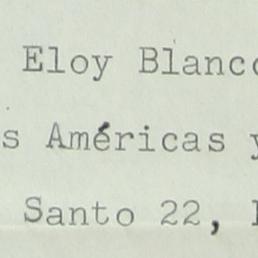 Eloy Blanco
s Américas y
Santo 22,